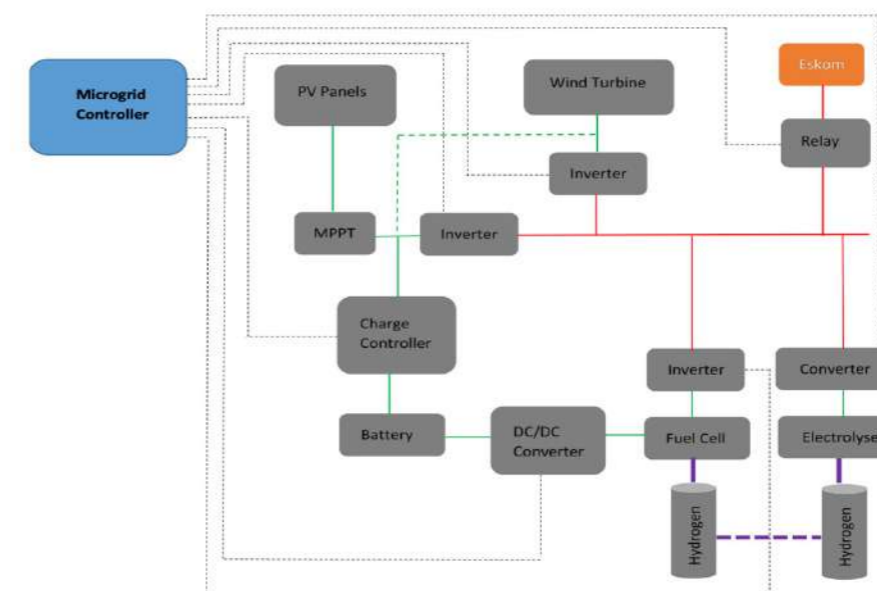 Eskom
Microgrid
Controller
PV Panels
Wind Turbine
Relay
Inverter
MPPT
Inverter
Charge
Controller
Inverter
Converter
Battery
DC/DC
Converter
Fuel Cell
Electrolyse
Hydrogen
Hydrogen